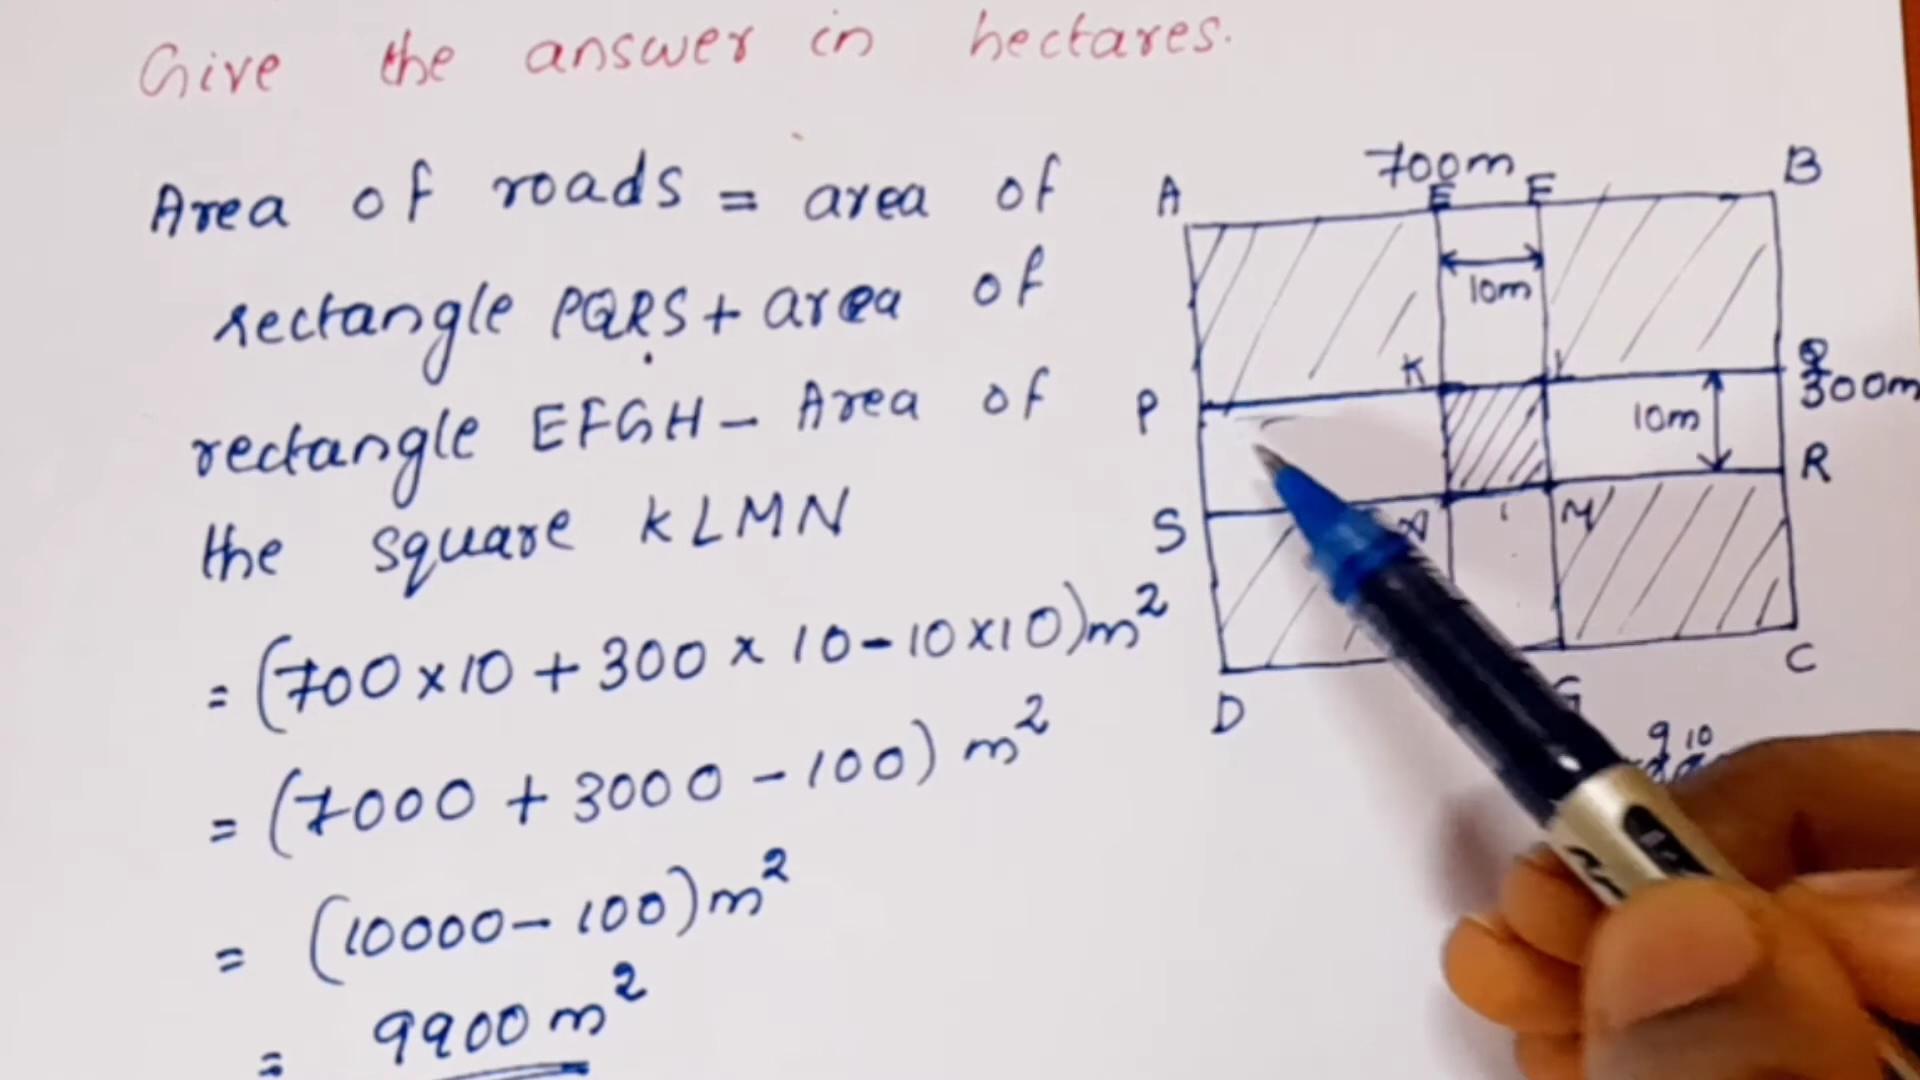 Give the answer in hectares.
Area of roads = area of
rectangle PQRS + area of
rectangle EFGH - Area of
the square KLMN
= (700 × 10 + 300 × 10 - 10 × 10) m²
= (7000 + 3000 - 100) m²
= (10000 - 100) m²
= 9900 m²
700m
A E F B
10m
K L Q
300m
P 10m
S N M R
D G C
9 10